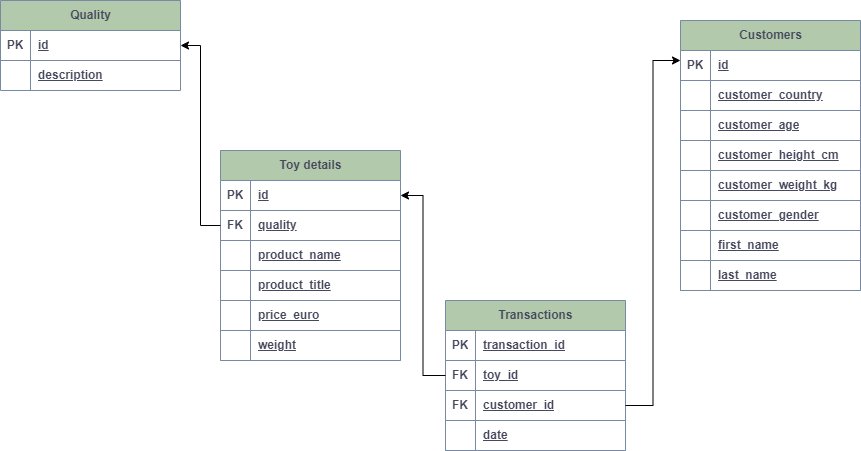 Quality
PK id
description
Toy details
PK id
FK quality
product_name
product_title
price_euro
weight
Transactions
PK transaction_id
FK toy_id
FK customer_id
date
Customers
PK id
customer_country
customer_age
customer_height_cm
customer_weight_kg
customer_gender
first_name
last_name